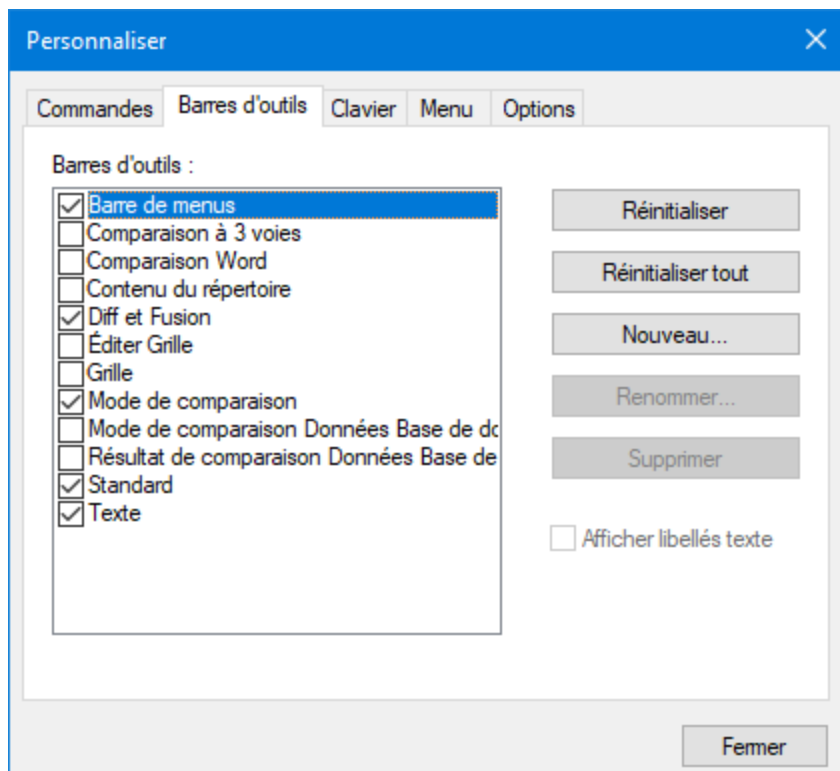 Personnaliser
Commandes Barres d'outils Clavier Menu Options
Barres d'outils :
Barre de menus
Comparaison à 3 voies
Comparaison Word
Contenu du répertoire
Diff et Fusion
Éditer Grille
Grille
Mode de comparaison
Mode de comparaison Données Base de
Résultat de comparaison Données Base de
Standard
Texte
Réinitialiser
Réinitialiser tout
Nouveau...
Renommer...
Supprimer
Afficher libellés texte
Fermer